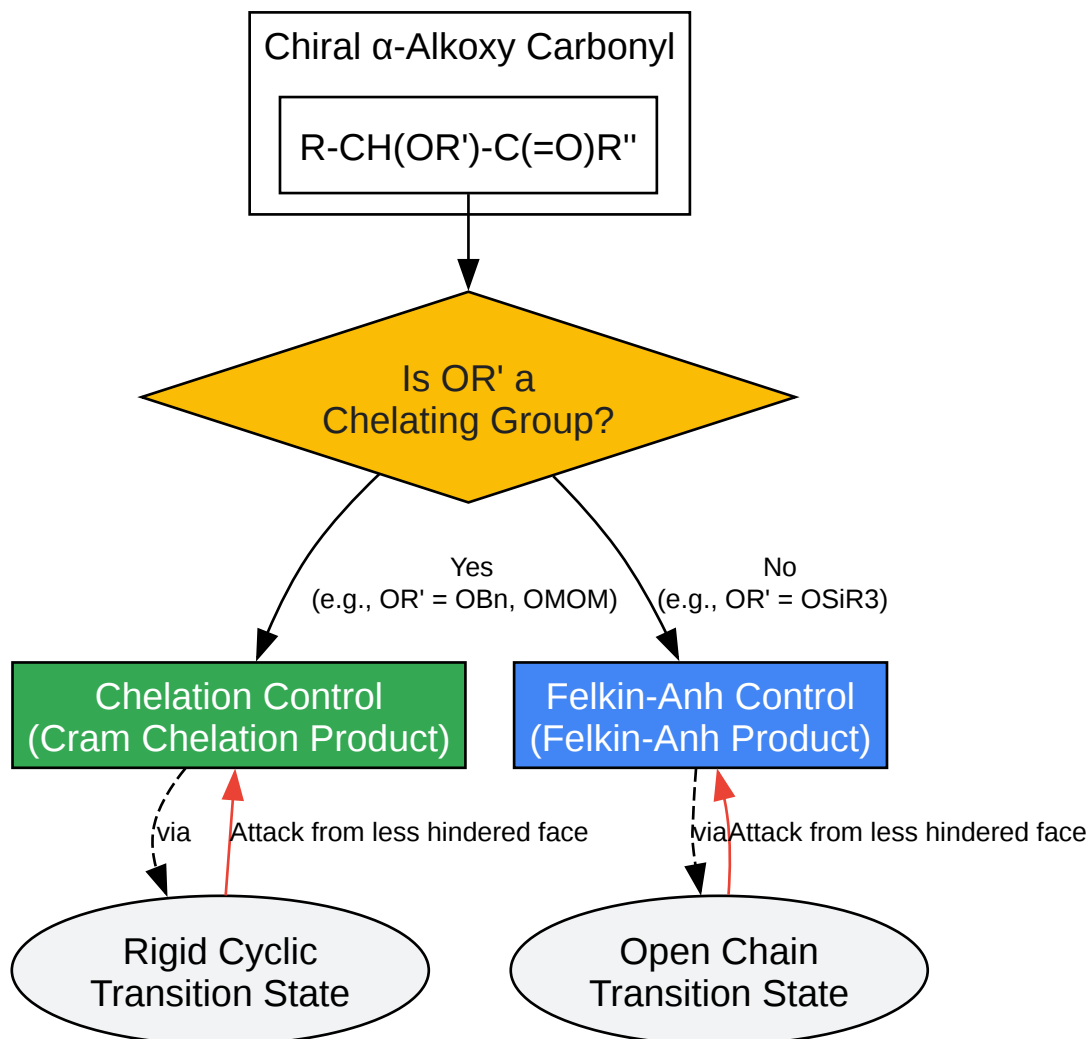 Chiral α-Alkoxy Carbonyl
R-CH(OR')-C(=O)R"
Is OR' a
Chelating Group?
Yes
(e.g., OR' = OBn, OMOM)
No
(e.g., OR' = OSiR3)
Chelation Control
(Cram Chelation Product)
Felkin-Anh Control
(Felkin-Anh Product)
via
Attack from less hindered face
via
Attack from less hindered face
Rigid Cyclic
Transition State
Open Chain
Transition State